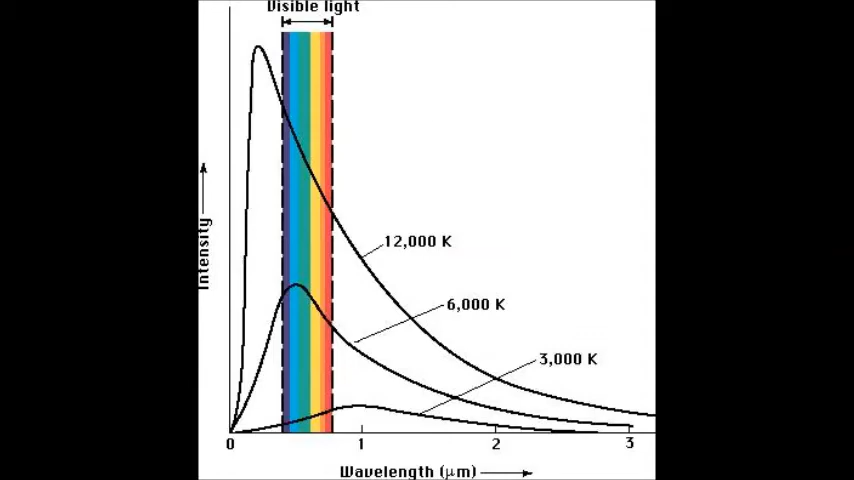 Visible light
12,000 K
6,000 K
3,000 K
Intensity
0 1 2 3
Wavelength (μm)